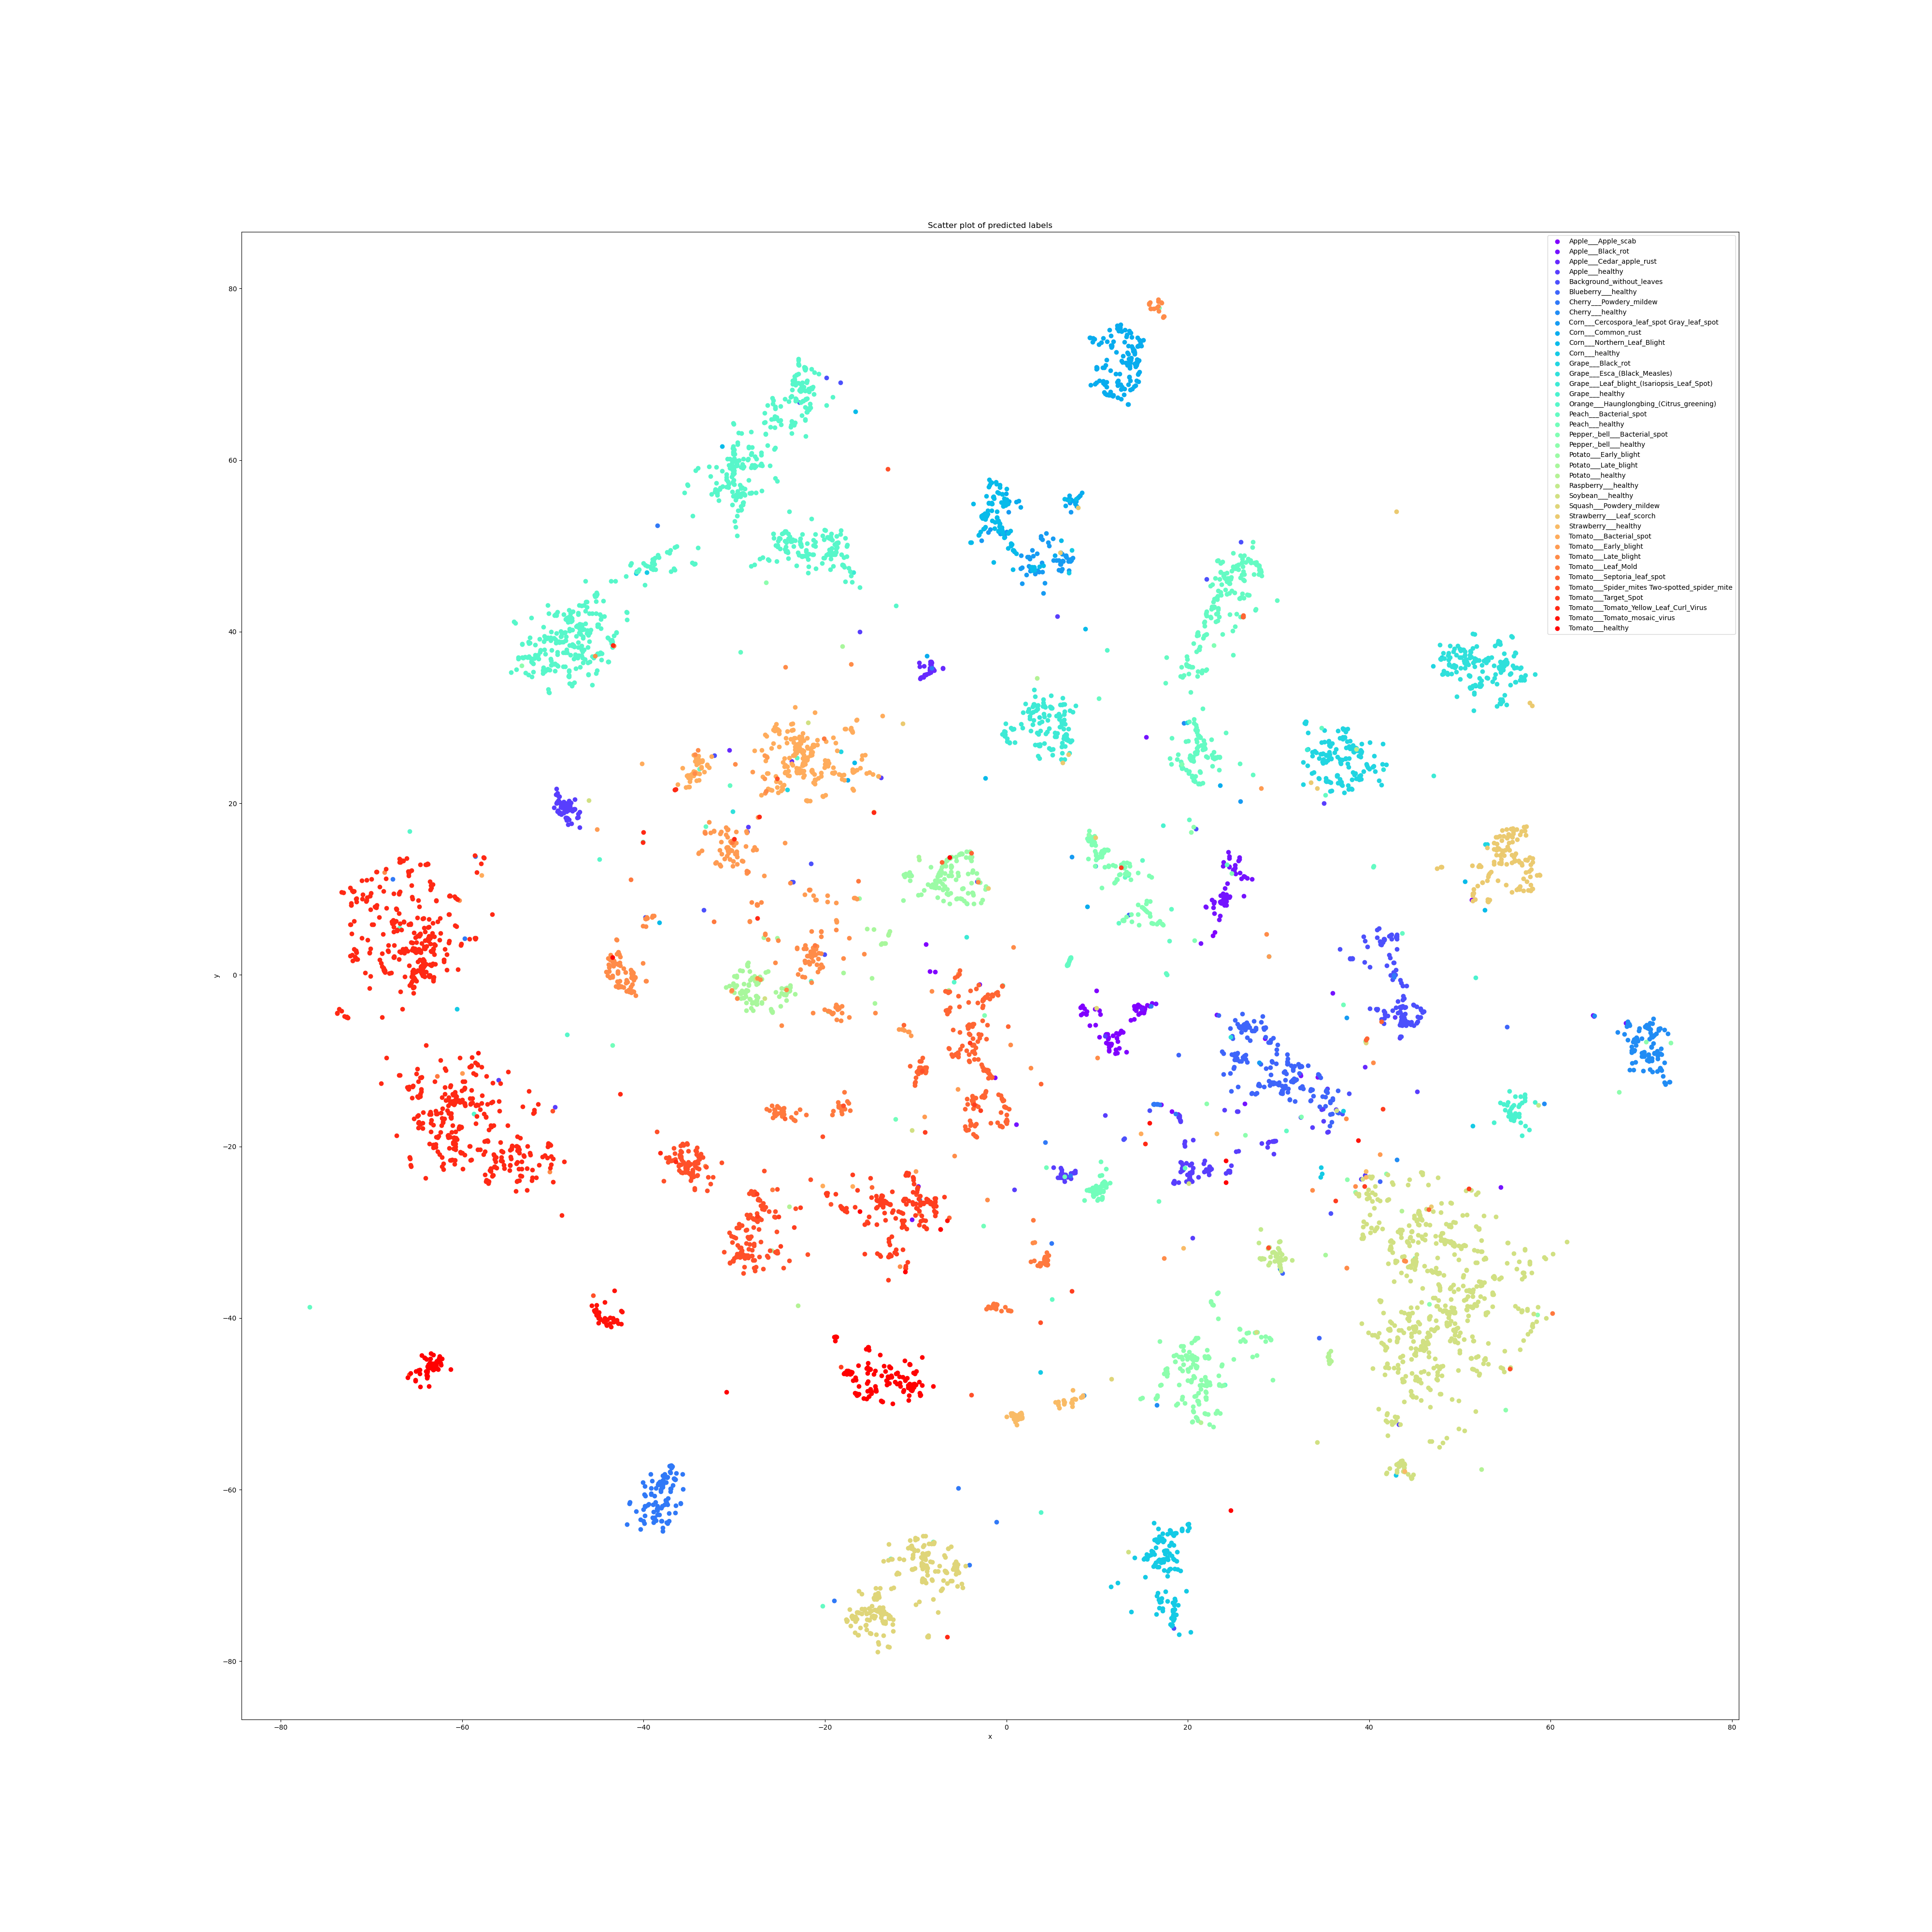 Scatter plot of predicted labels
Apple___Apple_scab
Apple___Black_rot
Apple___Cedar_apple_rust
Apple___healthy
Background_without_leaves
Blueberry___healthy
Cherry___Powdery_mildew
Cherry___healthy
Corn___Cercospora_leaf_spot Gray_leaf_spot
Corn___Common_rust
Corn___Northern_Leaf_Blight
Corn___healthy
Grape___Black_rot
Grape___Esca_(Black_Measles)
Grape___Leaf_blight_(Isariopsis_Leaf_Spot)
Grape___healthy
Orange___Haunglongbing_(Citrus_greening)
Peach___Bacterial_spot
Peach___healthy
Pepper,_bell___Bacterial_spot
Pepper,_bell___healthy
Potato___Early_blight
Potato___Late_blight
Potato___healthy
Raspberry___healthy
Soybean___healthy
Squash___Powdery_mildew
Strawberry___Leaf_scorch
Strawberry___healthy
Tomato___Bacterial_spot
Tomato___Early_blight
Tomato___Late_blight
Tomato___Leaf_Mold
Tomato___Septoria_leaf_spot
Tomato___Spider_mites Two-spotted_spider_mite
Tomato___Target_Spot
Tomato___Tomato_Yellow_Leaf_Curl_Virus
Tomato___Tomato_mosaic_virus
Tomato___healthy
80
60
40
20
0
−20
−40
−60
−80
y
−80 −60 −40 −20 0 20 40 60 80
x